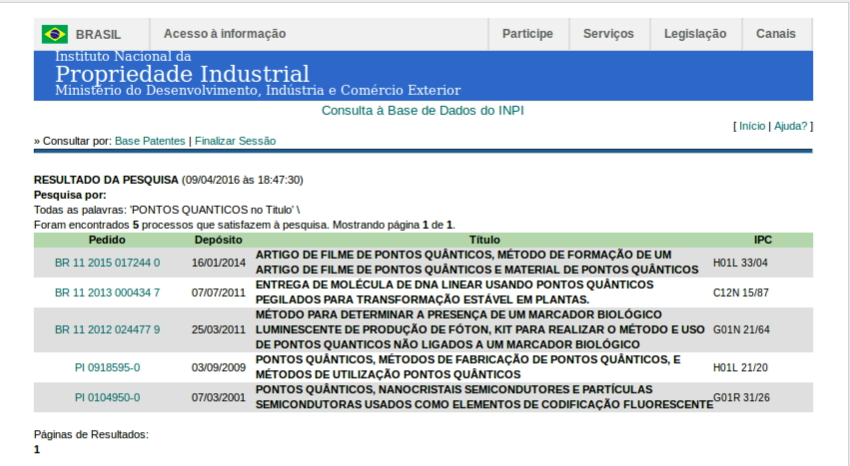 BRASIL Acesso à informação Participe Serviços Legislação Canais
Instituto Nacional da
Propriedade Industrial
Ministério do Desenvolvimento, Indústria e Comércio Exterior
Consulta à Base de Dados do INPI
[ Início | Ajuda? ]
» Consultar por: Base Patentes | Finalizar Sessão
RESULTADO DA PESQUISA (09/04/2016 às 18:47:30)
Pesquisa por:
Todas as palavras: 'PONTOS QUANTICOS no Titulo' \
Foram encontrados 5 processos que satisfazem à pesquisa. Mostrando página 1 de 1.
Pedido Depósito Título IPC
BR 11 2015 017244 0 16/01/2014 ARTIGO DE FILME DE PONTOS QUÂNTICOS, MÉTODO DE FORMAÇÃO DE UM
ARTIGO DE FILME DE PONTOS QUÂNTICOS E MATERIAL DE PONTOS QUÂNTICOS H01L 33/04
BR 11 2013 000434 7 07/07/2011 ENTREGA DE MOLÉCULA DE DNA LINEAR USANDO PONTOS QUÂNTICOS
PEGILADOS PARA TRANSFORMAÇÃO ESTÁVEL EM PLANTAS. C12N 15/87
MÉTODO PARA DETERMINAR A PRESENÇA DE UM MARCADOR BIOLÓGICO
BR 11 2012 024477 9 25/03/2011 LUMINESCENTE DE PRODUÇÃO DE FÓTON, KIT PARA REALIZAR O MÉTODO E USO G01N 21/64
DE PONTOS QUANTICOS NÃO LIGADOS A UM MARCADOR BIOLÓGICO
PI 0918595-0 03/09/2009 PONTOS QUÂNTICOS, MÉTODOS DE FABRICAÇÃO DE PONTOS QUÂNTICOS, E
MÉTODOS DE UTILIZAÇÃO PONTOS QUÂNTICOS H01L 21/20
PI 0104950-0 07/03/2001 PONTOS QUÂNTICOS, NANOCRISTAIS SEMICONDUTORES E PARTÍCULAS
SEMICONDUTORAS USADOS COMO ELEMENTOS DE CODIFICAÇÃO FLUORESCENTE G01R 31/26
Páginas de Resultados:
1